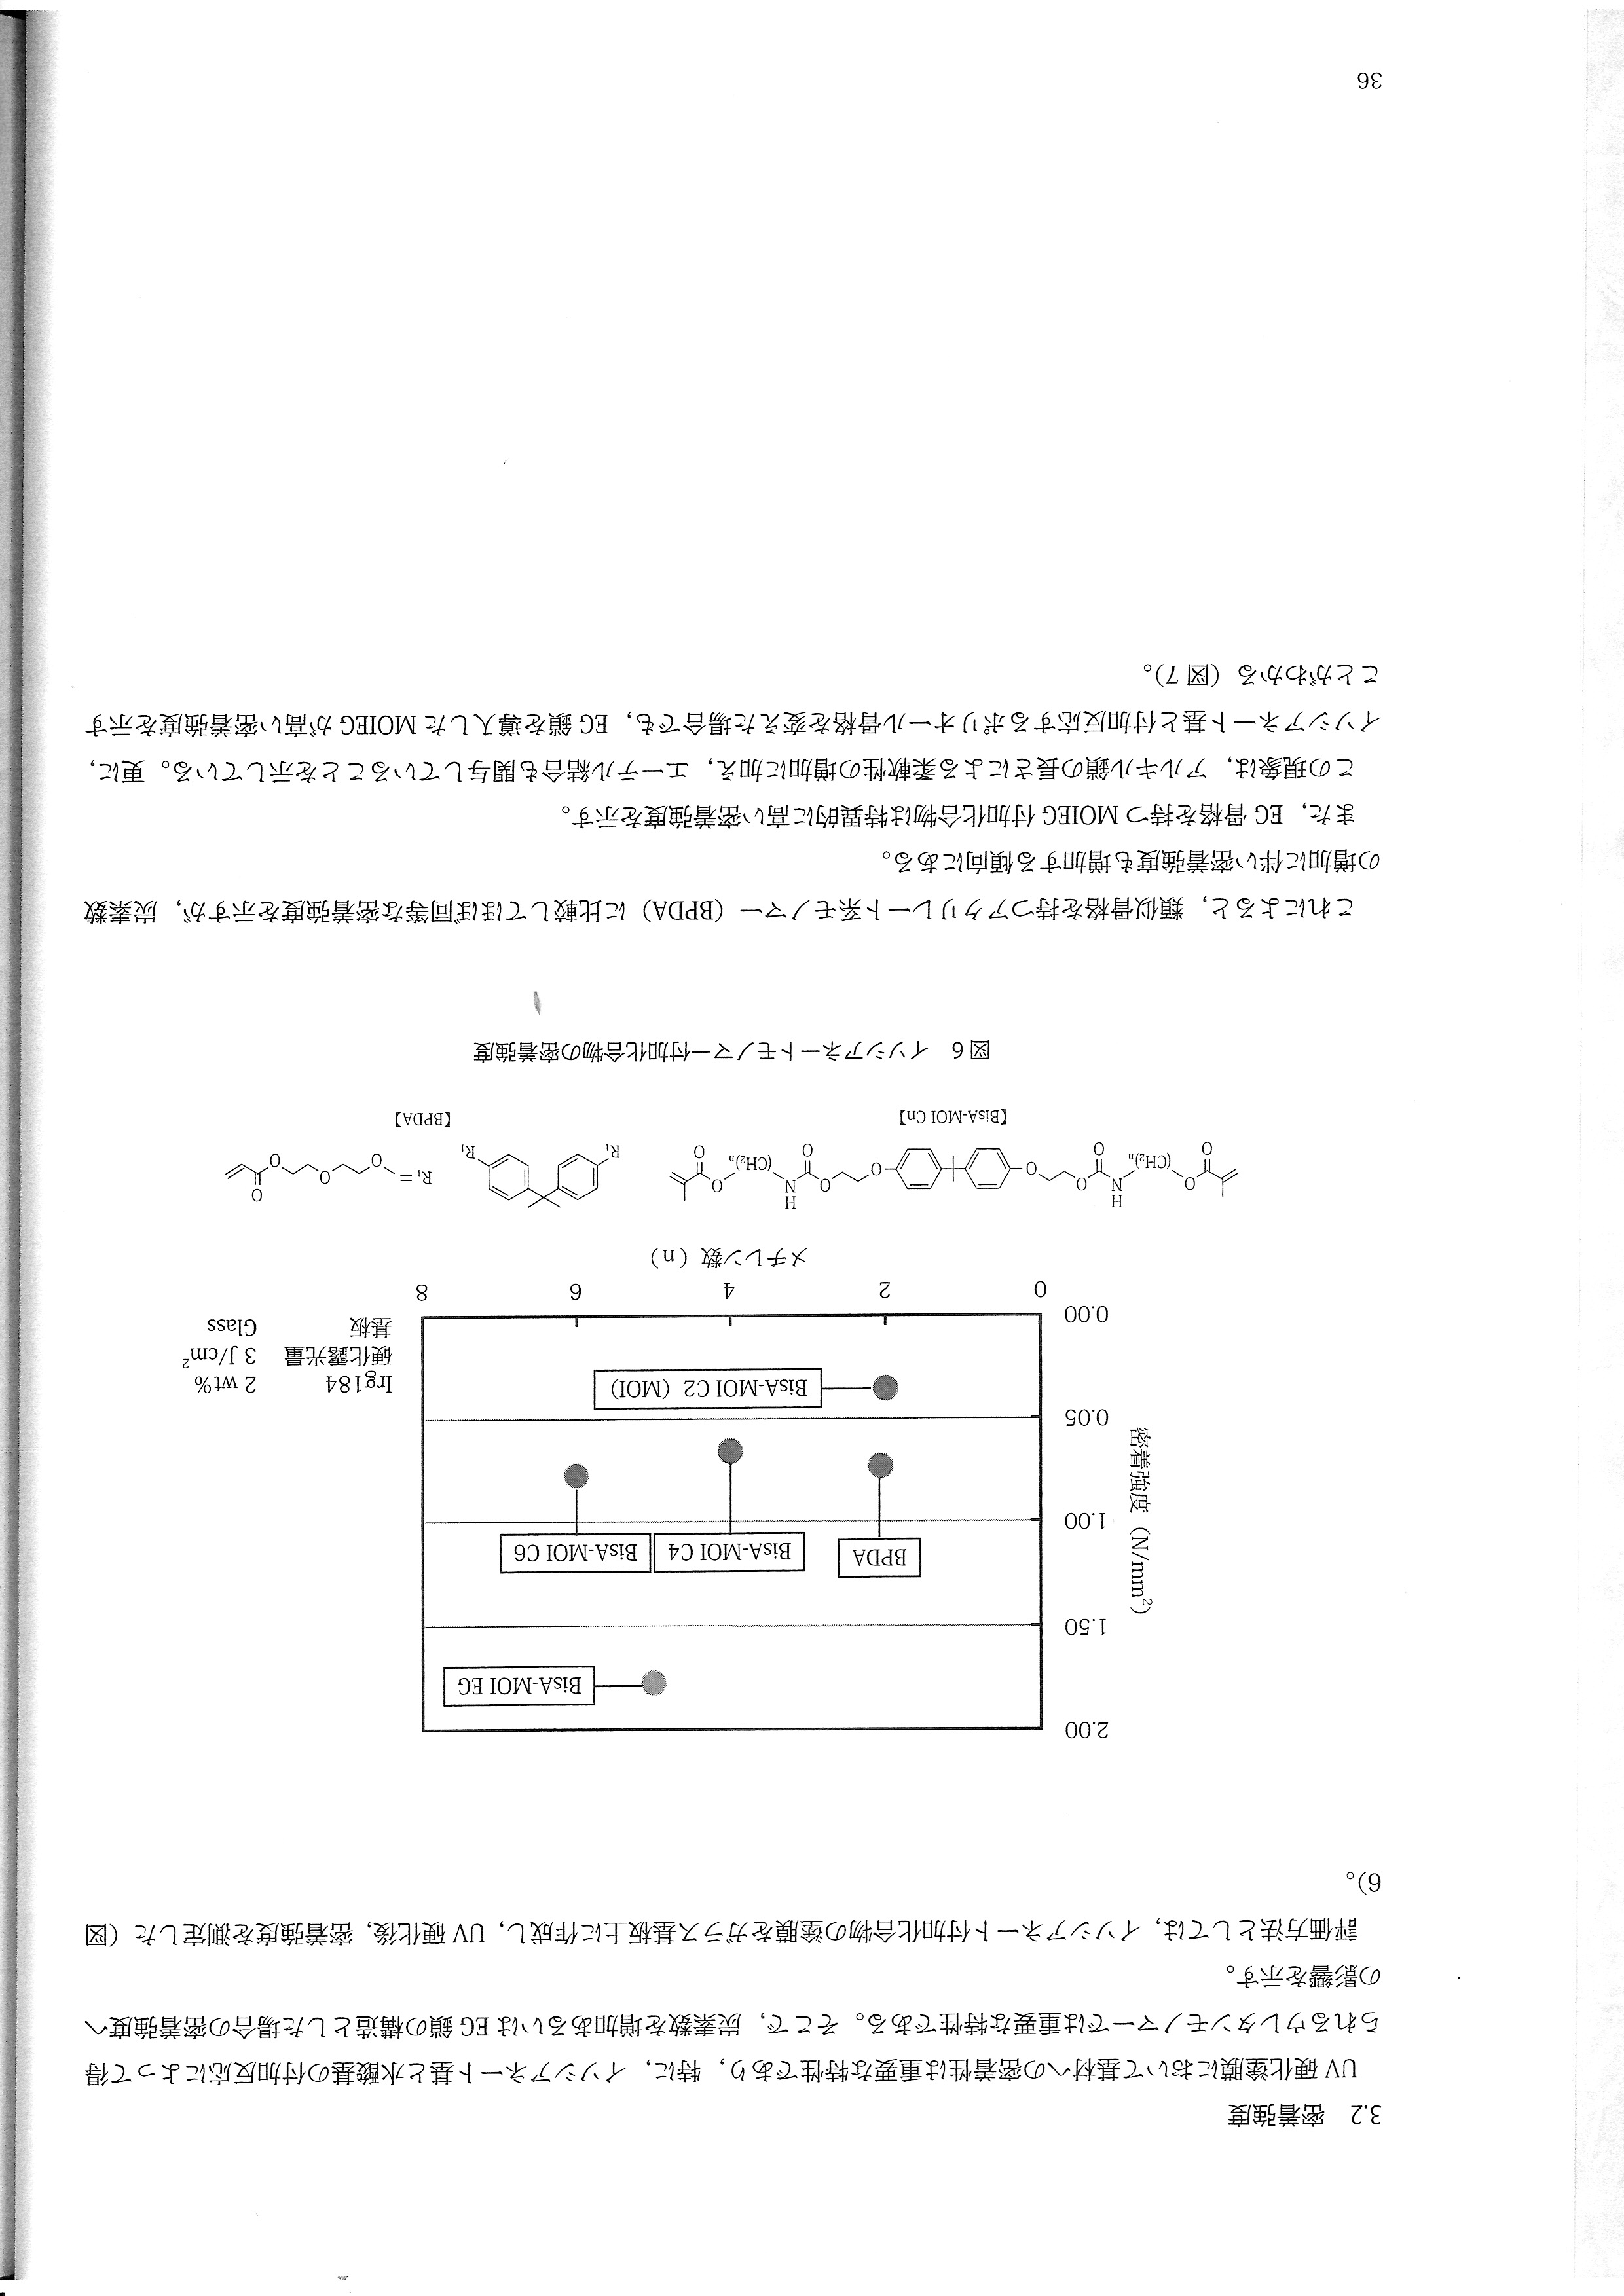 3.2 密着強度
UV 硬化塗膜において基材への密着性は重要な特性であり，特に，イソシアネート基と水酸基の付加反応によって得
られるウレタンモノマーでは重要な特性である。そこで，炭素数を増加あるいは EG 鎖の構造とした場合の密着強度へ
の影響を示す。
評価方法としては，イソシアネート付加化合物の塗膜をガラス基板上に作成し，UV 硬化後，密着強度を測定した（図
6）。
2.00
BisA-MOI EG
1.50
BPDA
BisA-MOI C4
BisA-MOI C6
密着強度（N/mm²）
1.00
0.05
BisA-MOI C2（MOI）
Irg184 2 wt%
硬化露光量 3 J/cm²
基板 Glass
0.00
0 2 4 6 8
メチレン数（n）
H N O O (CH₂)n O O O O O O H N (CH₂)n O O
R₁ R₁ R₁ = O O O O
【BisA-MOI Cn】
【BPDA】
図 6 イソシアネートモノマー付加化合物の密着強度
これによると，類似骨格を持つアクリレート系モノマー（BPDA）に比較してほぼ同等な密着強度を示すが，炭素数
の増加に伴い密着強度も増加する傾向にある。
また，EG 骨格を持つ MOIEG 付加化合物は特異的に高い密着強度を示す。
この現象は，アルキル鎖の長さによる柔軟性の増加に加え，エーテル結合も関与していることを示している。更に，
イソシアネート基と付加反応するポリオール骨格を変えた場合でも，EG 鎖を導入した MOIEG が高い密着強度を示す
ことがわかる（図 7）。
36